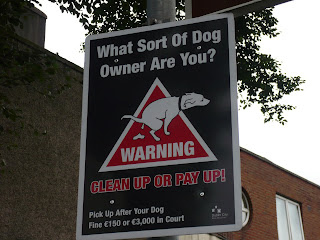 What Sort Of Dog
Owner Are You?
WARNING
CLEAN UP OR PAY UP!
Pick Up After Your Dog
Fine €150 or €3,000 in Court